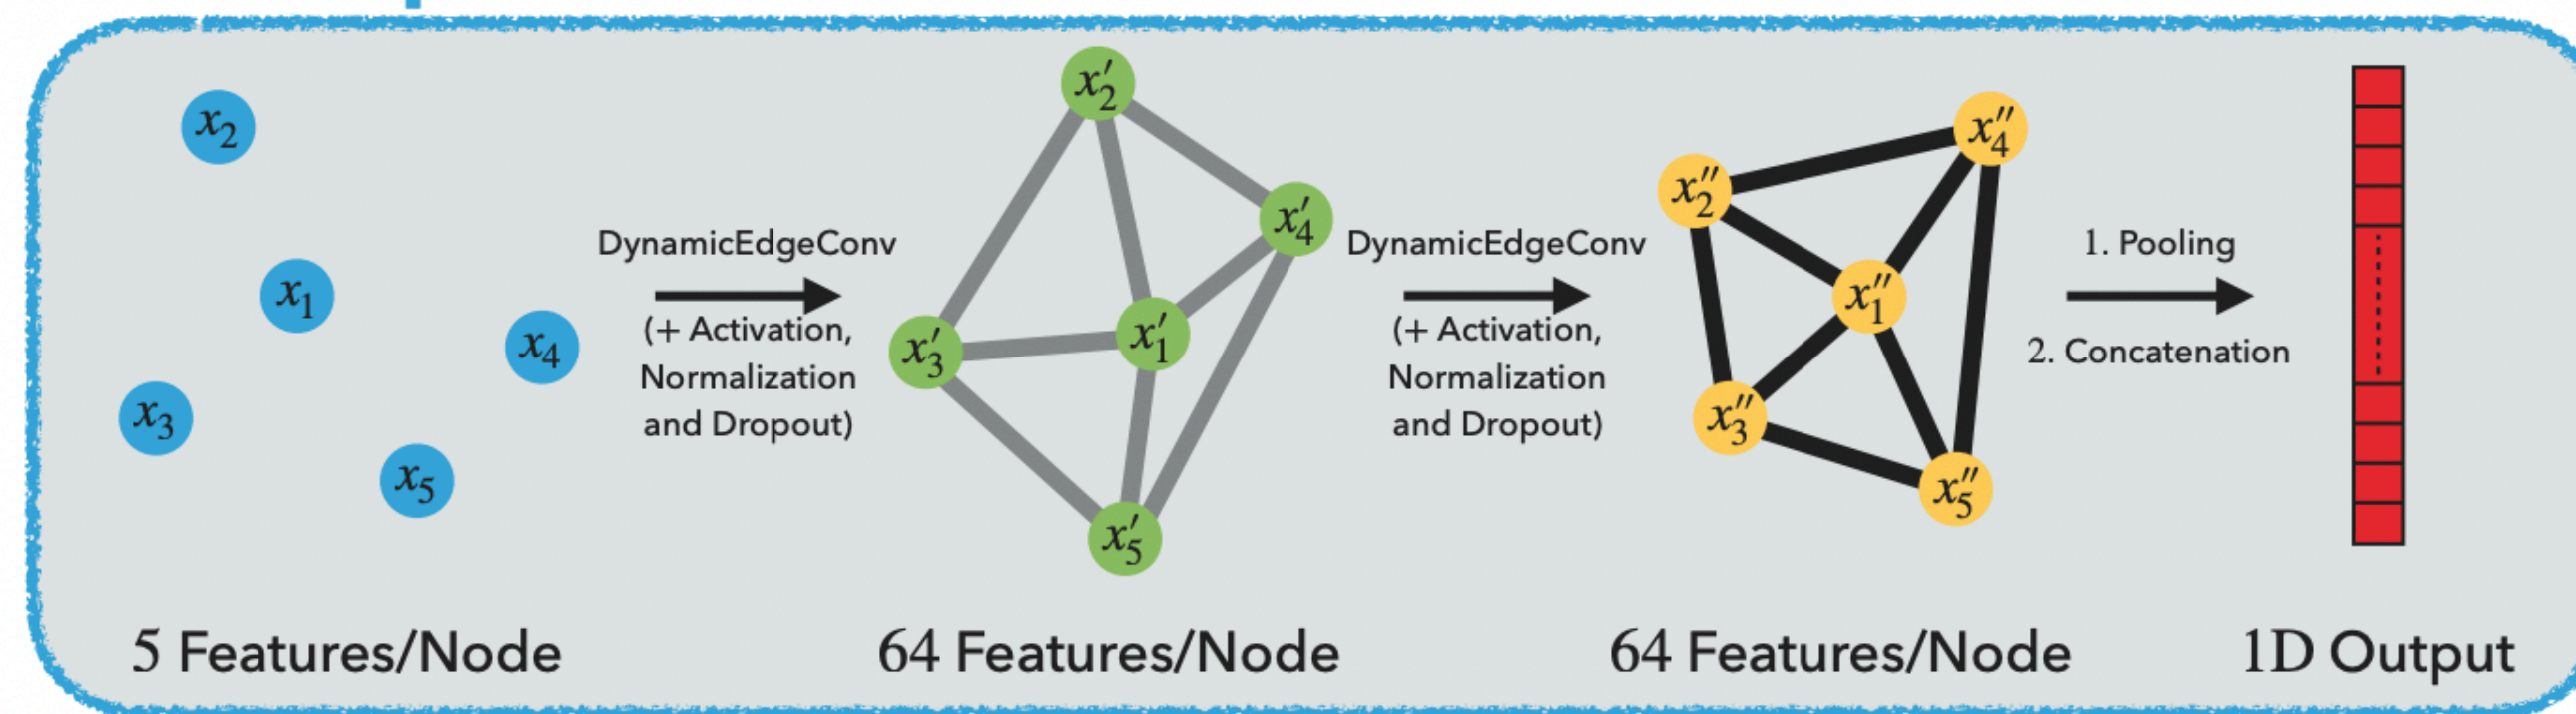 x₂
x₁
x₄
x₃
x₅
DynamicEdgeConv
(+ Activation,
Normalization
and Dropout)
x′₂
x′₄
x′₃
x′₁
x′₅
DynamicEdgeConv
(+ Activation,
Normalization
and Dropout)
x″₄
x″₂
x″₁
x″₃
x″₅
1. Pooling
2. Concatenation
5 Features/Node
64 Features/Node
64 Features/Node
1D Output